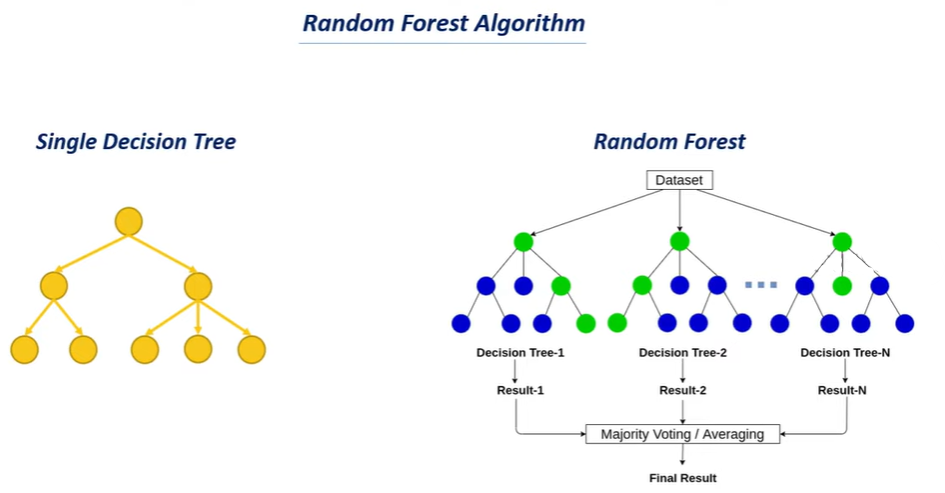 Random Forest Algorithm
Single Decision Tree
Random Forest
Dataset
Decision Tree-1
Decision Tree-2
Decision Tree-N
Result-1
Result-2
Result-N
Majority Voting / Averaging
Final Result